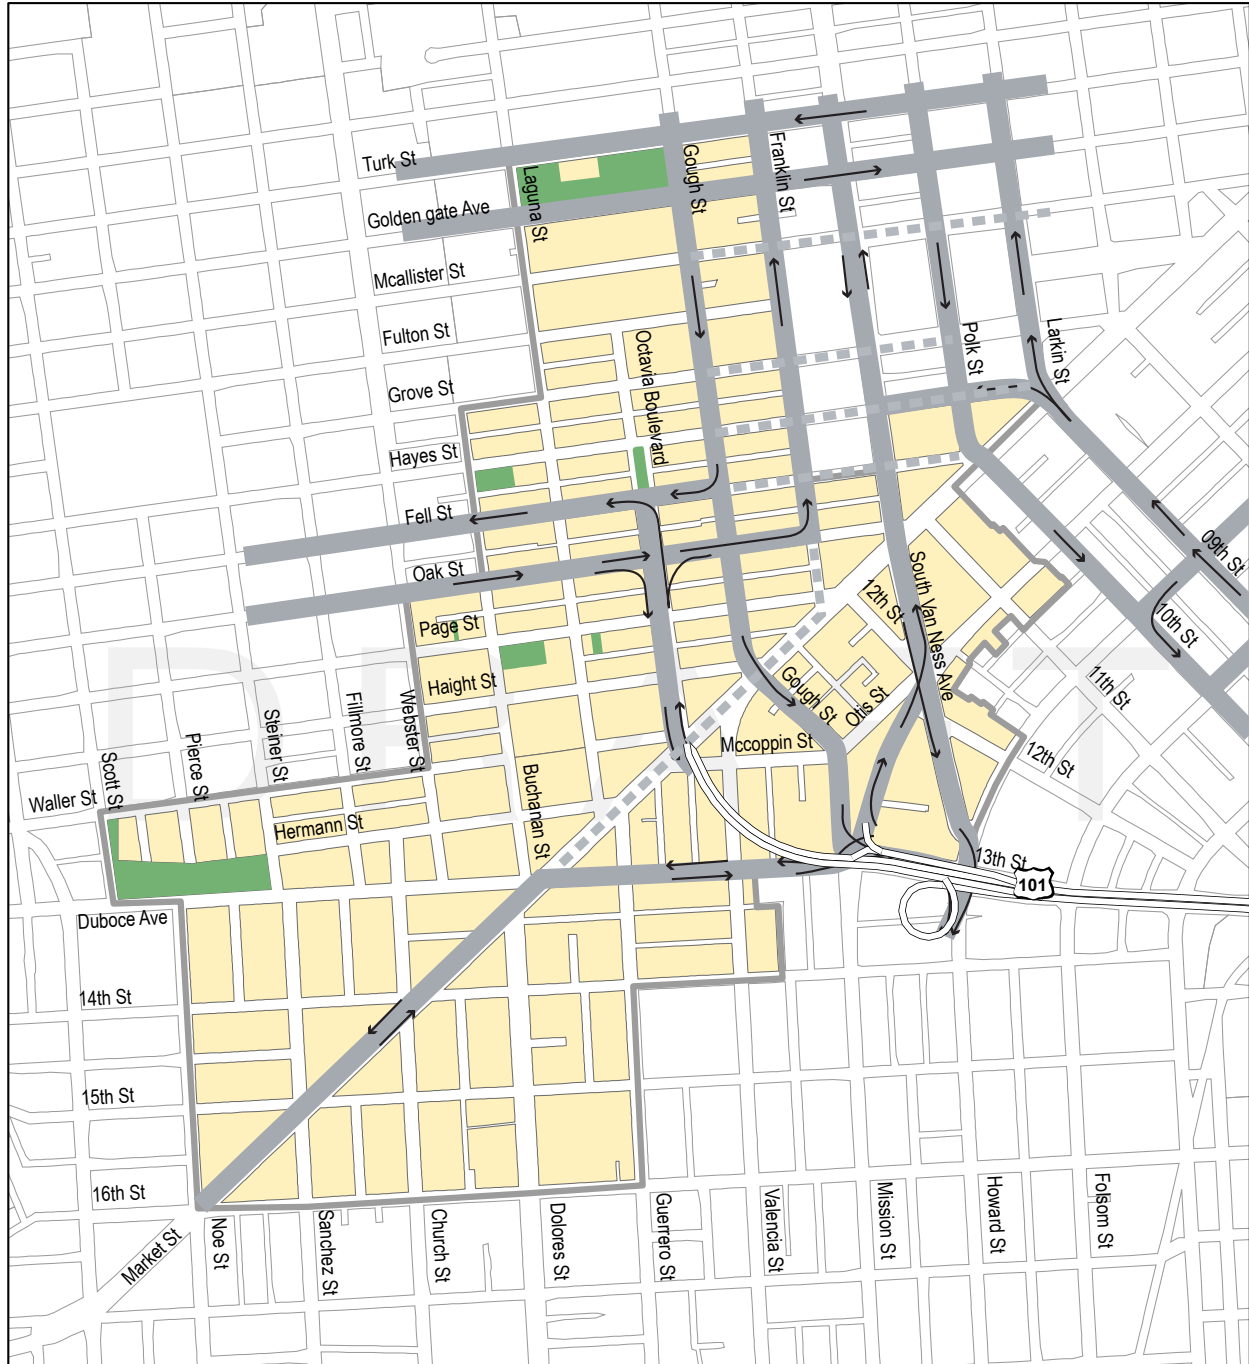 Turk St
Golden gate Ave
Mcallister St
Fulton St
Grove St
Hayes St
Fell St
Oak St
Page St
Haight St
Laguna St
Gough St
Franklin St
Octavia Boulevard
Polk St
Larkin St
09th St
10th St
11th St
12th St
12th St
South Van Ness Ave
Gough St
Otis St
Mccoppin St
13th St
101
Webster St
Fillmore St
Steiner St
Pierce St
Scott St
Waller St
Hermann St
Buchanan St
Duboce Ave
14th St
15th St
16th St
Market St
Noe St
Sanchez St
Church St
Dolores St
Guerrero St
Valencia St
Mission St
Howard St
Folsom St
DRAFT